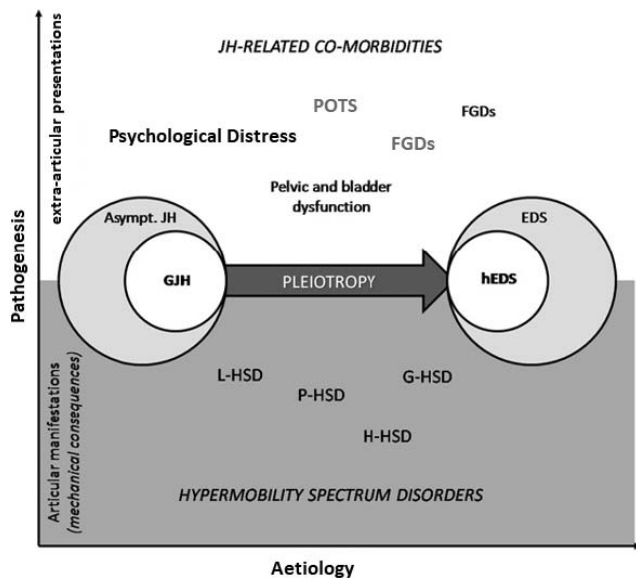 JH-RELATED CO-MORBIDITIES
POTS
FGDs
Psychological Distress
FGDs
Pelvic and bladder
dysfunction
Asympt. JH
EDS
GJH
PLEIOTROPY
hEDS
L-HSD
G-HSD
P-HSD
H-HSD
HYPERMOBILITY SPECTRUM DISORDERS
Pathogenesis
extra-articular presentations
Articular manifestations
(mechanical consequences)
Aetiology